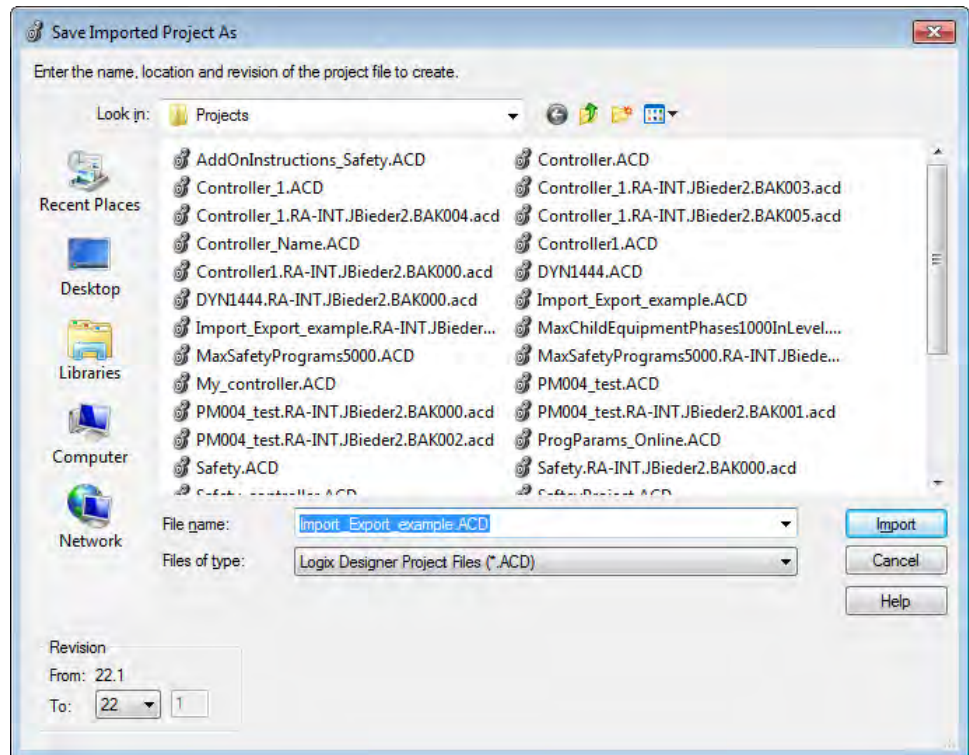 Save Imported Project As
Enter the name, location and revision of the project file to create.
Look in: Projects
Recent Places
Desktop
Libraries
Computer
Network
AddOnInstructions_Safety.ACD
Controller_1.ACD
Controller_1.RA-INT.JBieder2.BAK004.acd
Controller_Name.ACD
Controller1.RA-INT.JBieder2.BAK000.acd
DYN1444.RA-INT.JBieder2.BAK000.acd
Import_Export_example.RA-INT.JBieder...
MaxSafetyPrograms5000.ACD
My_controller.ACD
PM004_test.RA-INT.JBieder2.BAK000.acd
PM004_test.RA-INT.JBieder2.BAK002.acd
Safety.ACD
Safety_controller.ACD
Controller.ACD
Controller_1.RA-INT.JBieder2.BAK003.acd
Controller_1.RA-INT.JBieder2.BAK005.acd
Controller1.ACD
DYN1444.ACD
Import_Export_example.ACD
MaxChildEquipmentPhases1000InLevel....
MaxSafetyPrograms5000.RA-INT.JBiede...
PM004_test.ACD
PM004_test.RA-INT.JBieder2.BAK001.acd
ProgParams_Online.ACD
Safety.RA-INT.JBieder2.BAK000.acd
File name: Import_Export_example.ACD
Import
Files of type: Logix Designer Project Files (*.ACD)
Cancel
Help
Revision
From: 22.1
To: 22 1